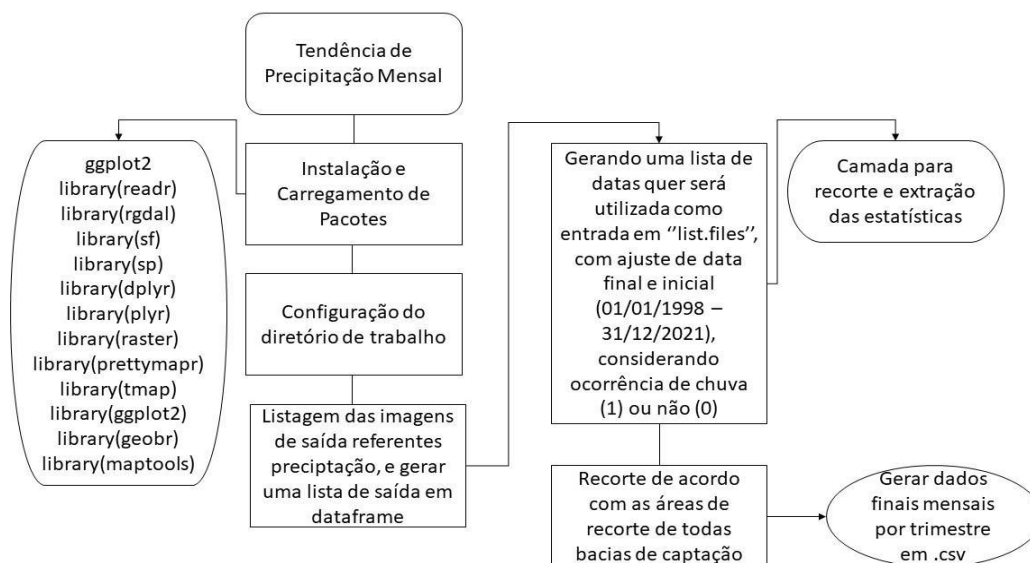 Tendência de
Precipitação Mensal
Instalação e
Carregamento de
Pacotes
ggplot2
library(readr)
library(rgdal)
library(sf)
library(sp)
library(dplyr)
library(plyr)
library(raster)
library(prettymapr)
library(tmap)
library(ggplot2)
library(geobr)
library(maptools)
Configuração do
diretório de trabalho
Listagem das imagens
de saída referentes
preciptação, e gerar
uma lista de saída em
dataframe
Gerando uma lista de
datas quer será
utilizada como
entrada em ‘’list.files’’,
com ajuste de data
final e inicial
(01/01/1998 –
31/12/2021),
considerando
ocorrência de chuva
(1) ou não (0)
Camada para
recorte e extração
das estatísticas
Recorte de acordo
com as áreas de
recorte de todas
bacias de captação
Gerar dados
finais mensais
por trimestre
em .csv